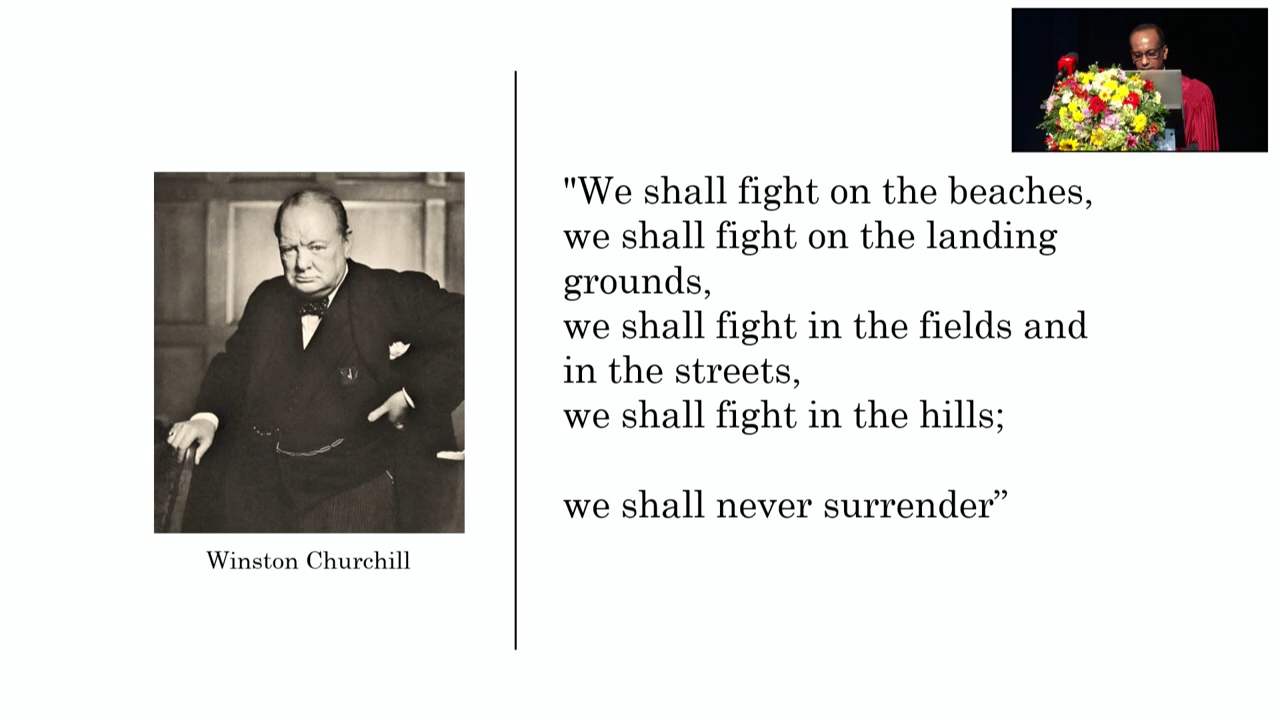 "We shall fight on the beaches,
we shall fight on the landing
grounds,
we shall fight in the fields and
in the streets,
we shall fight in the hills;
we shall never surrender”
Winston Churchill